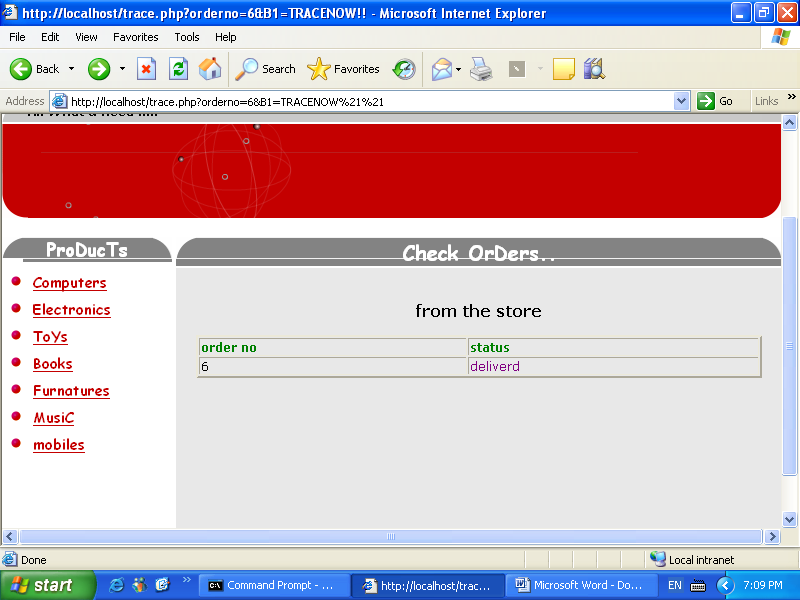 http://localhost/trace.php?orderno=6&B1=TRACENOW!! - Microsoft Internet Explorer
File Edit View Favorites Tools Help
Back Search Favorites
Address http://localhost/trace.php?orderno=6&B1=TRACENOW%21%21 Go Links »
ProDucTs
Check OrDers..
Computers
Electronics
ToYs
Books
Furnatures
MusiC
mobiles
from the store
order no status
6 deliverd
Done Local intranet
start » Command Prompt - ... http://localhost/trac... Microsoft Word - Do... EN 7:09 PM